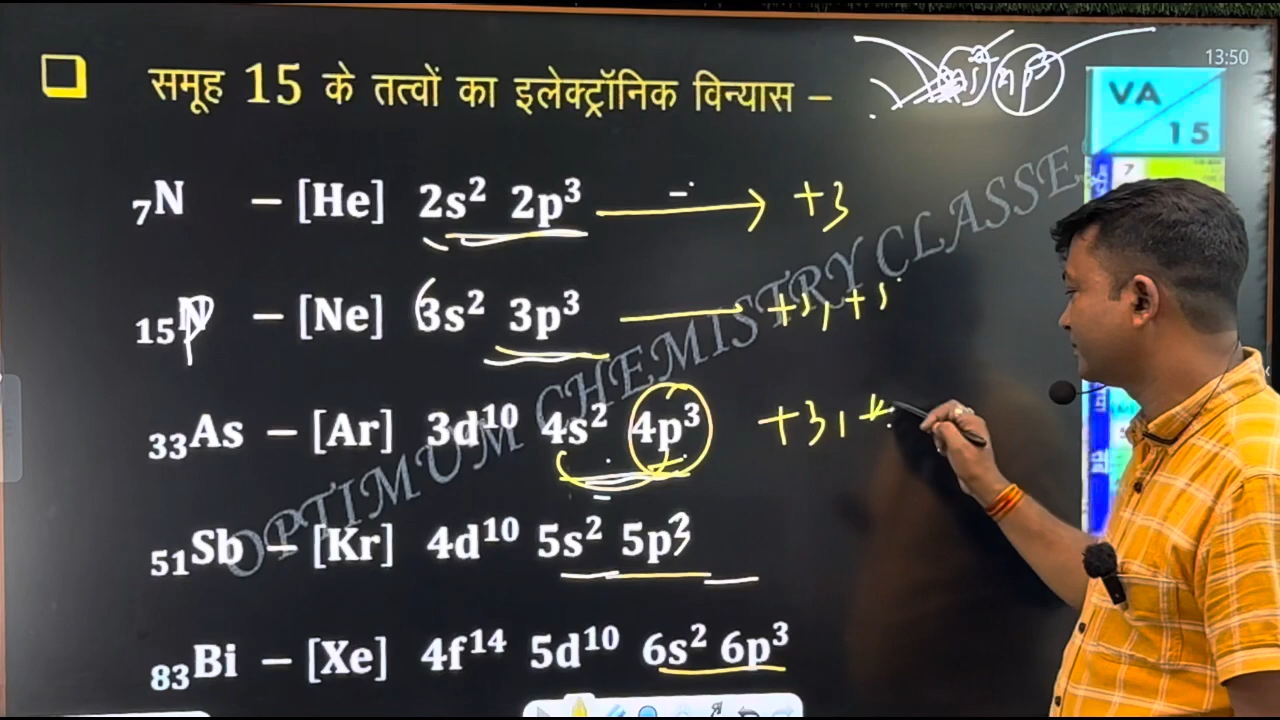 13:50
❑ समूह 15 के तत्वों का इलेक्ट्रॉनिक विन्यास –
VA
15
7
₇N – [He] 2s² 2p³ +3
₁₅P – [Ne] 3s² 3p³
₃₃As – [Ar] 3d¹⁰ 4s² 4p³ +3, +
₅₁Sb – [Kr] 4d¹⁰ 5s² 5p³
₈₃Bi – [Xe] 4f¹⁴ 5d¹⁰ 6s² 6p³
OPTIMUM CHEMISTRY CLASSES